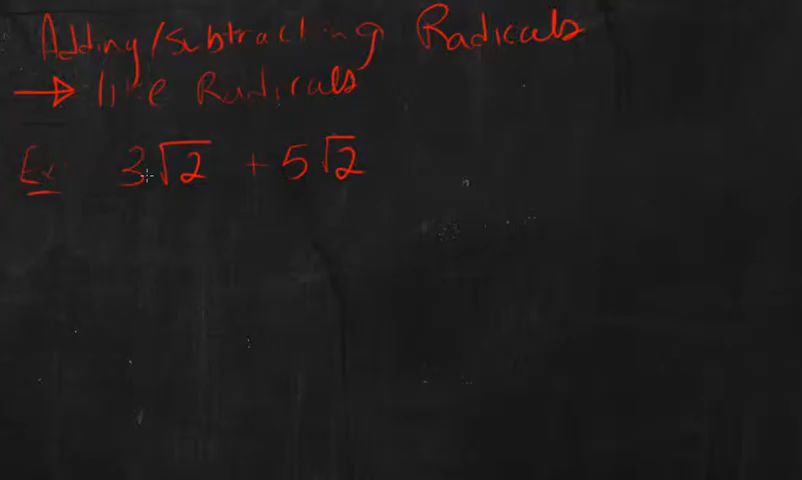 Adding/Subtracting Radicals
→ like Radicals
Ex: 3√2 + 5√2